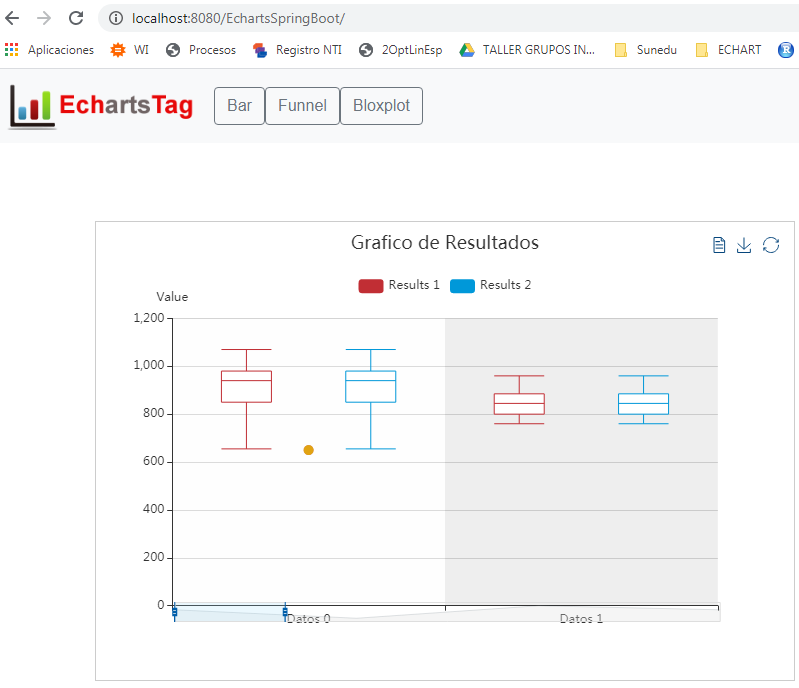 localhost:8080/EchartsSpringBoot/
Aplicaciones WI Procesos Registro NTI 2OptLinEsp TALLER GRUPOS IN... Sunedu ECHART R
EchartsTag Bar Funnel Bloxplot
Grafico de Resultados
Results 1 Results 2
Value
1,200
1,000
800
600
400
200
0
Datos 0 Datos 1